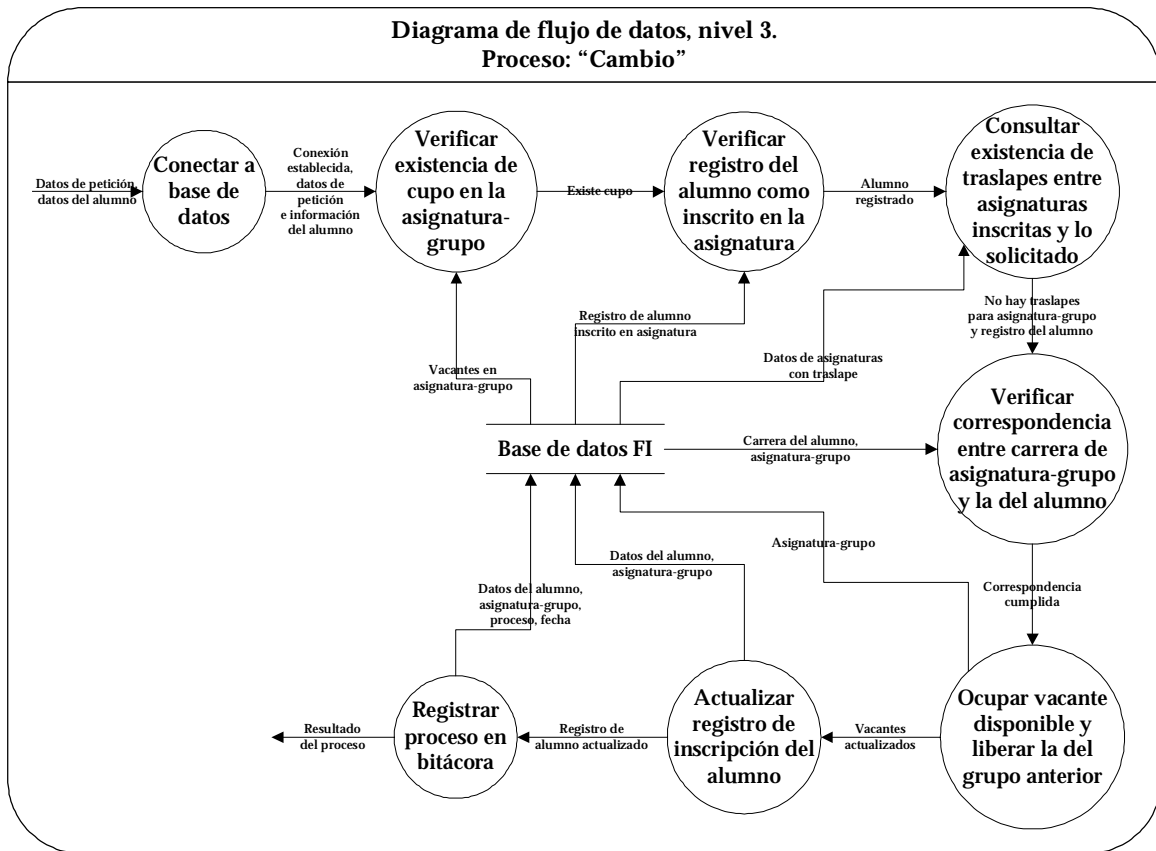 Diagrama de flujo de datos, nivel 3.
Proceso: “Cambio”
Datos de petición,
datos del alumno
Conectar a
base de
datos
Conexión
establecida,
datos de
petición
e información
del alumno
Verificar
existencia de
cupo en la
asignatura-
grupo
Existe cupo
Verificar
registro del
alumno como
inscrito en la
asignatura
Alumno
registrado
Consultar
existencia de
traslapes entre
asignaturas
inscritas y lo
solicitado
No hay traslapes
para asignatura-grupo
y registro del alumno
Registro de alumno
inscrito en asignatura
Vacantes en
asignatura-grupo
Datos de asignaturas
con traslape
Base de datos FI
Carrera del alumno,
asignatura-grupo
Verificar
correspondencia
entre carrera de
asignatura-grupo
y la del alumno
Asignatura-grupo
Datos del alumno,
asignatura-grupo
Datos del alumno,
asignatura-grupo,
proceso, fecha
Correspondencia
cumplida
Resultado
del proceso
Registrar
proceso en
bitácora
Registro de
alumno actualizado
Actualizar
registro de
inscripción del
alumno
Vacantes
actualizados
Ocupar vacante
disponible y
liberar la del
grupo anterior